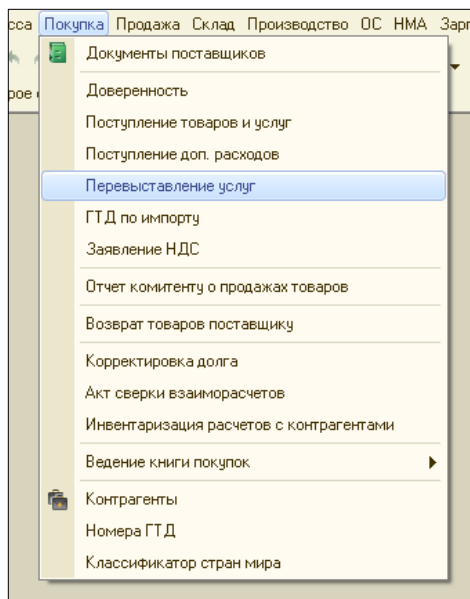 сса Покупка Продажа Склад Производство ОС НМА Зарп
Документы поставщиков
рое
Доверенность
Поступление товаров и услуг
Поступление доп. расходов
Перевыставление услуг
ГТД по импорту
Заявление НДС
Отчет комитенту о продажах товаров
Возврат товаров поставщику
Корректировка долга
Акт сверки взаиморасчетов
Инвентаризация расчетов с контрагентами
Ведение книги покупок
Контрагенты
Номера ГТД
Классификатор стран мира